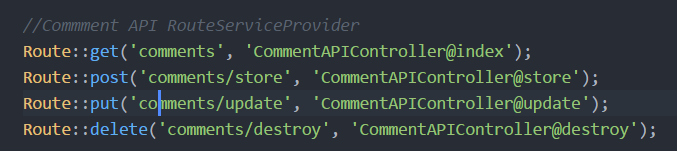 //Commment API RouteServiceProvider
Route::get('comments', 'CommentAPIController@index');
Route::post('comments/store', 'CommentAPIController@store');
Route::put('comments/update', 'CommentAPIController@update');
Route::delete('comments/destroy', 'CommentAPIController@destroy');